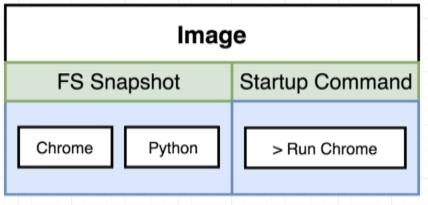 Image
FS Snapshot
Startup Command
Chrome
Python
> Run Chrome